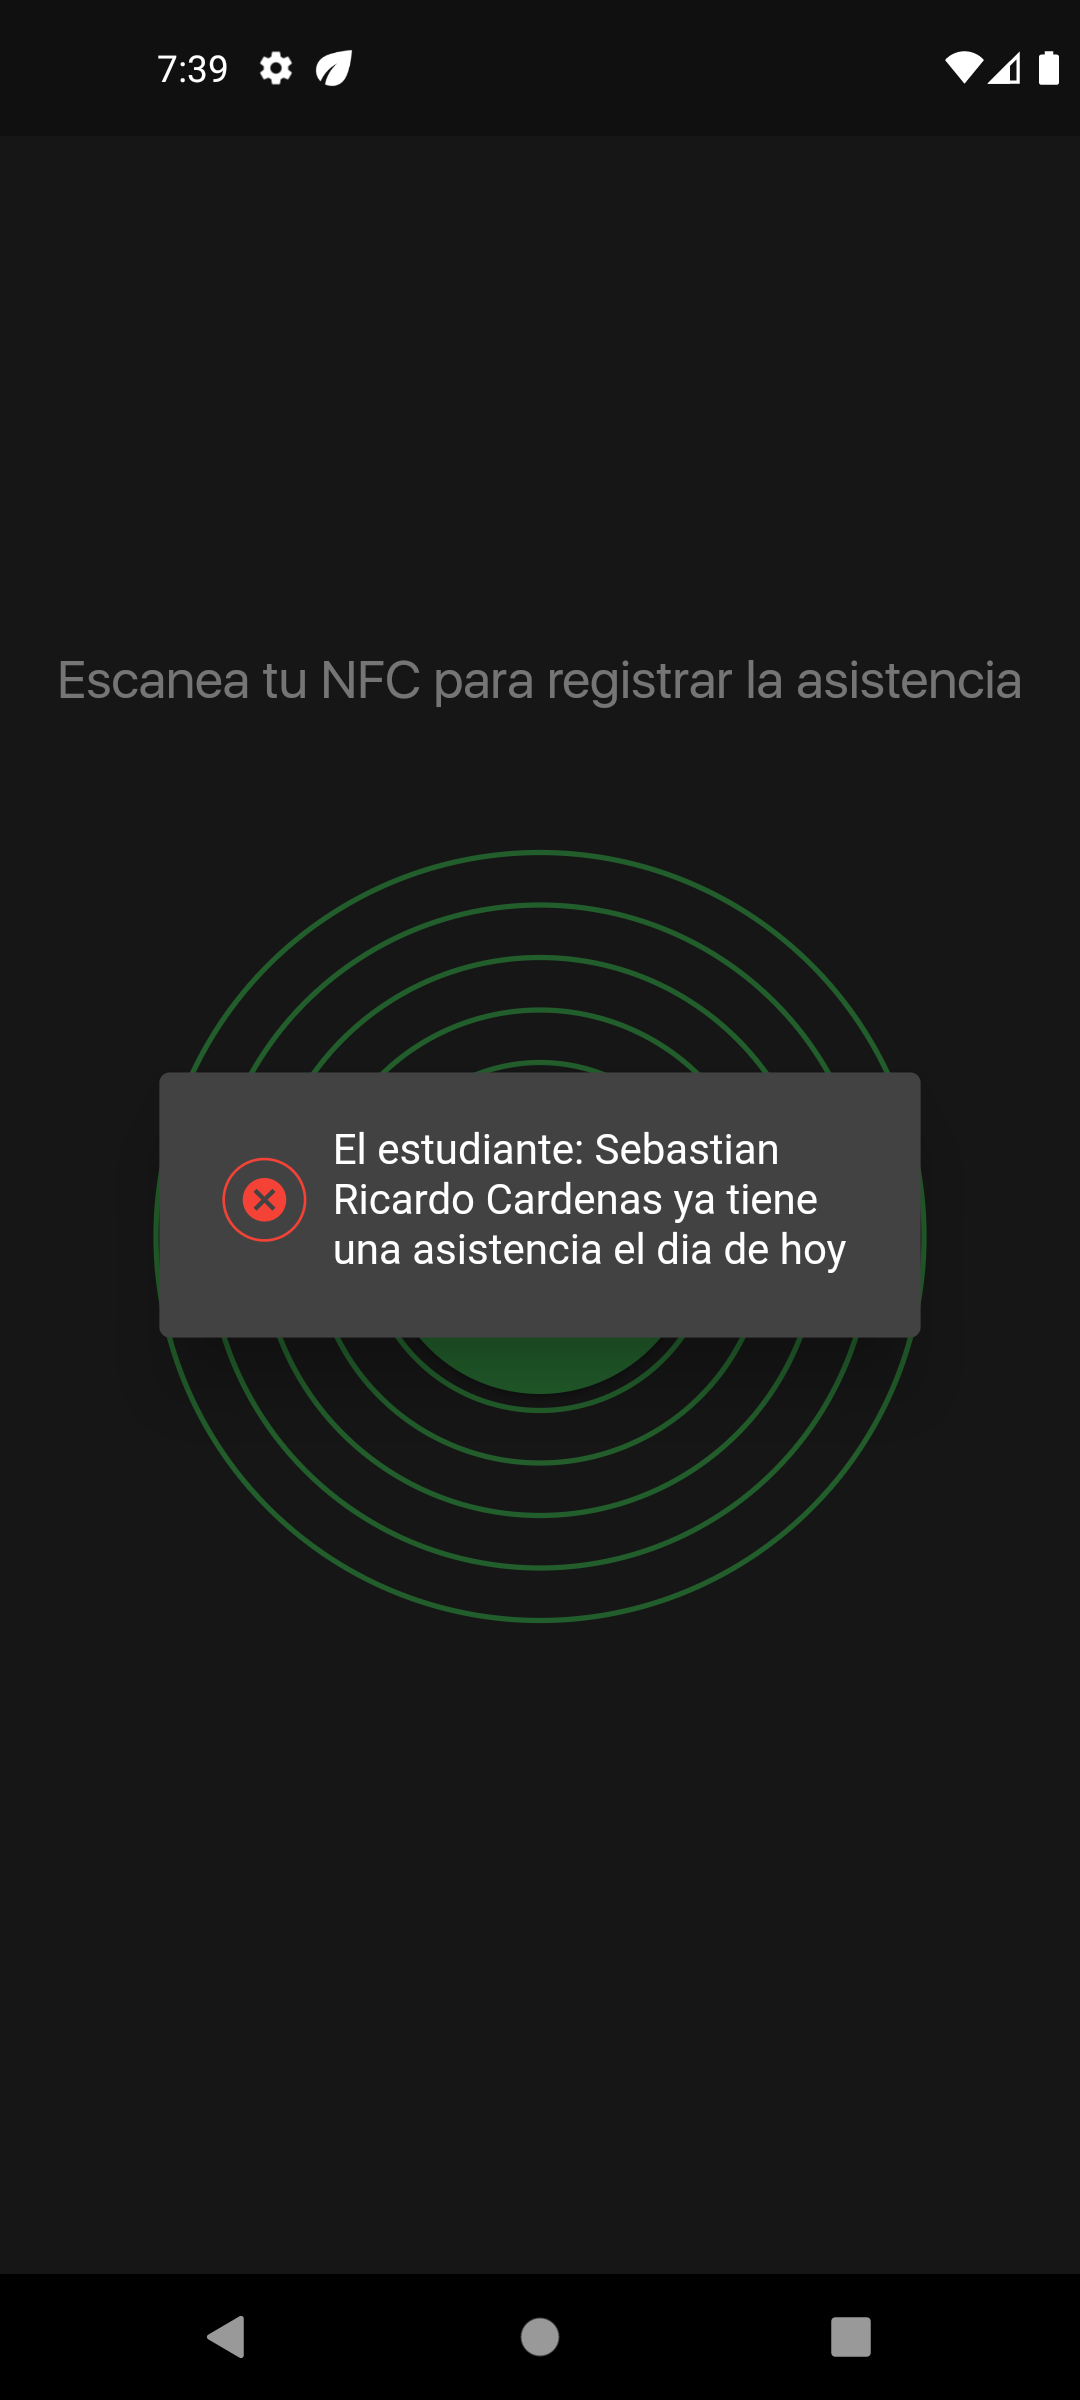 7:39
Escanea tu NFC para registrar la asistencia
El estudiante: Sebastian
Ricardo Cardenas ya tiene
una asistencia el dia de hoy